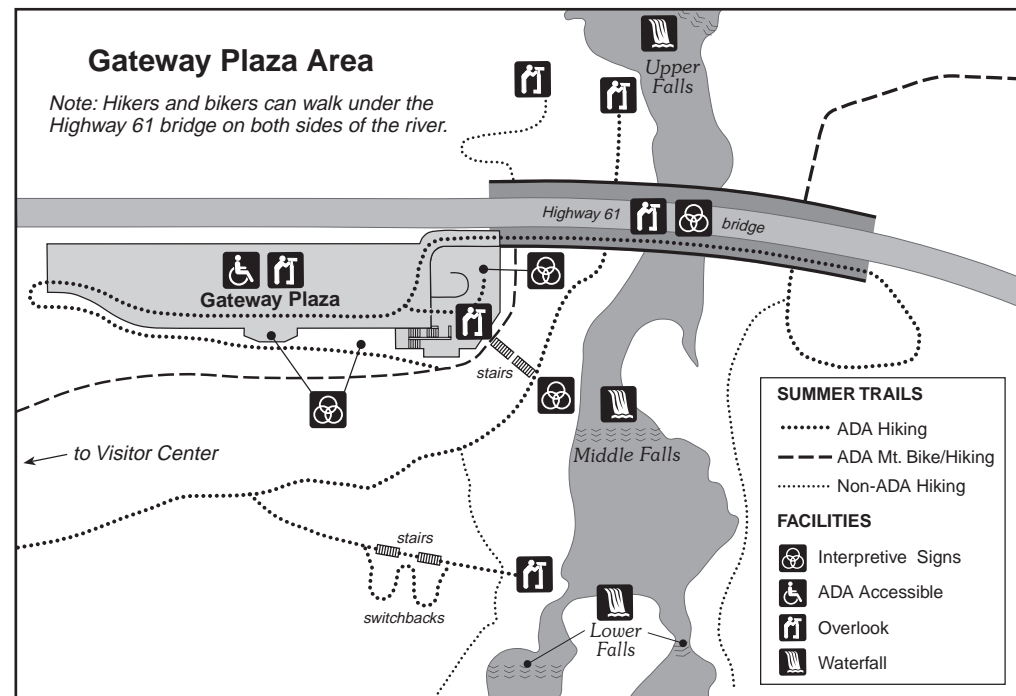 Gateway Plaza Area
Note: Hikers and bikers can walk under the
Highway 61 bridge on both sides of the river.
Upper
Falls
Highway 61
bridge
Gateway Plaza
stairs
to Visitor Center
Middle Falls
stairs
switchbacks
Lower
Falls
SUMMER TRAILS
ADA Hiking
ADA Mt. Bike/Hiking
Non-ADA Hiking
FACILITIES
Interpretive Signs
ADA Accessible
Overlook
Waterfall